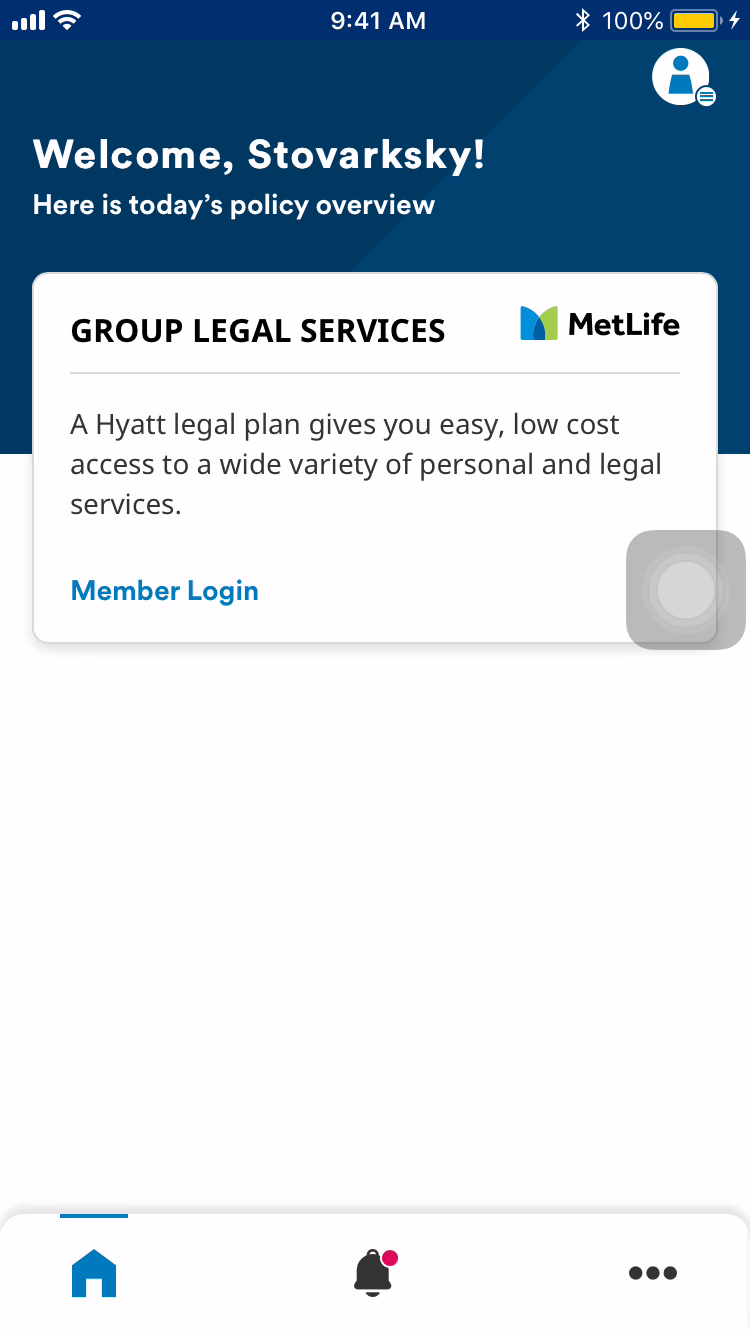 9:41 AM
100%
Welcome, Stovarksky!
Here is today's policy overview
GROUP LEGAL SERVICES
MetLife
A Hyatt legal plan gives you easy, low cost
access to a wide variety of personal and legal
services.
Member Login